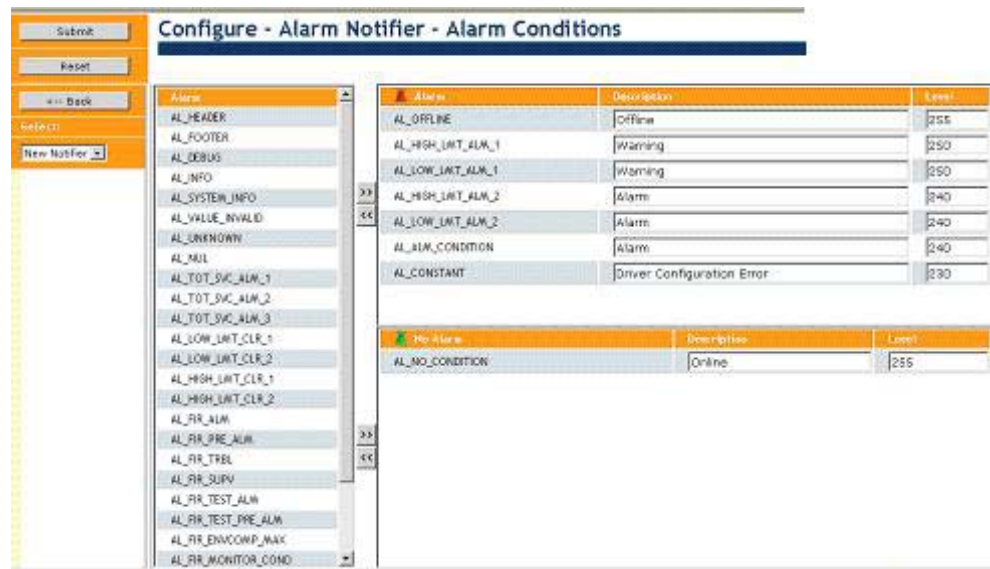 Submit
Reset
<-- Back
Select:
New Notifier
Configure - Alarm Notifier - Alarm Conditions
Alarm
AL_HEADER
AL_FOOTER
AL_DEBUG
AL_INFO
AL_SYSTEM_INFO
AL_VALUE_INVALID
AL_UNKNOWN
AL_NUL
AL_TOT_SVC_ALM_1
AL_TOT_SVC_ALM_2
AL_TOT_SVC_ALM_3
AL_LOW_LMT_CLR_1
AL_LOW_LMT_CLR_2
AL_HIGH_LMT_CLR_1
AL_HIGH_LMT_CLR_2
AL_FIR_ALM
AL_FIR_PRE_ALM
AL_FIR_TRBL
AL_FIR_SUPV
AL_FIR_TEST_ALM
AL_FIR_TEST_PRE_ALM
AL_FIR_ENVCOMP_MAX
AL_FIR_MONITOR_COND
>>
<<
>>
<<
Alarm Description Level
AL_OFFLINE Offline 255
AL_HIGH_LMT_ALM_1 Warning 250
AL_LOW_LMT_ALM_1 Warning 250
AL_HIGH_LMT_ALM_2 Alarm 240
AL_LOW_LMT_ALM_2 Alarm 240
AL_ALM_CONDITION Alarm 240
AL_CONSTANT Driver Configuration Error 230
No Alarm Description Level
AL_NO_CONDITION Online 255